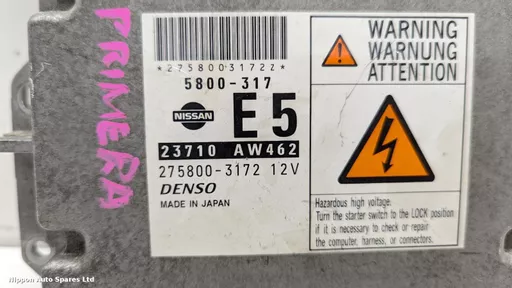 PRIMERA
*2758003172Z*
5800-317
NISSAN
E5
23710 AW462
275800-3172 12V
DENSO
MADE IN JAPAN
WARNING
WARNUNG
ATTENTION
Hazardous high voltage.
Turn the starter switch to the LOCK position
if it is necessary to check or repair
the computer, harness, or connectors.
Nippon Auto Spares Ltd